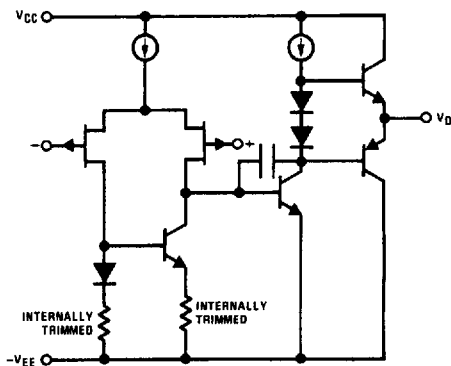 VCC
-
+
VO
INTERNALLY
TRIMMED
INTERNALLY
TRIMMED
-VEE